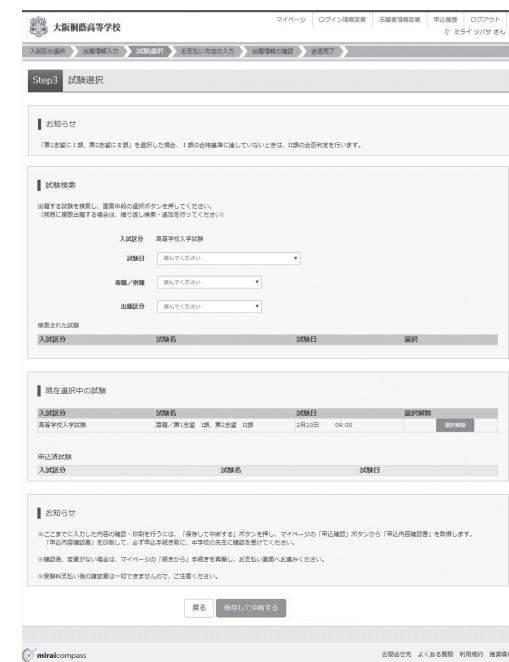 マイページ ログイン情報変更 志願者情報変更 申込履歴 ログアウト
大阪桐蔭高等学校
ミライ ツバサ さん
入試区分選択 出願情報入力 試験選択 お支払い方法の入力 出願情報の確認 送信完了
Step3 試験選択
お知らせ
「第1志望にⅠ類、第2志望にⅡ類」を選択した場合、Ⅰ類の合格基準に達していないときは、Ⅱ類の合否判定を行います。
試験検索
出願する試験を検索し、画面中段の選択ボタンを押してください。
（同時に複数出願する場合は、繰り返し検索・追加を行ってください）
入試区分 高等学校入学試験
試験日 選んでください
専願／併願 選んでください
出願区分 選んでください
検索された試験
入試区分 試験名 試験日 選択
現在選択中の試験
入試区分 試験名 試験日 選択解除
高等学校入学試験 専願／第1志望 Ⅰ類、第2志望 Ⅱ類 2月10日 09:00 選択解除
申込済試験
入試区分 試験名 試験日
お知らせ
※ここまでに入力した内容の確認・印刷を行うには、「保存して中断する」ボタンを押し、マイページの「申込確認」ボタンから「申込内容確認書」を取得します。
「申込内容確認書」を印刷して、必ず申込手続き前に、中学校の先生に確認を受けてください。
※確認後、変更がない場合は、マイページの「続きから」手続きを再開し、お支払い画面へお進みください。
※受験料支払い後の諸変更は一切できませんので、ご注意ください。
戻る 保存して中断する
miraicompass
お問合せ先 よくある質問 利用規約 推奨環